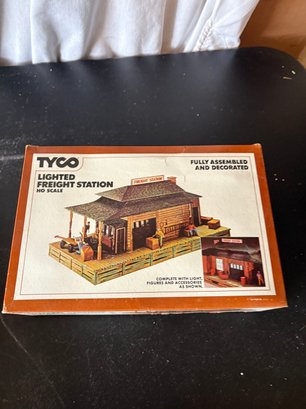 TYCO
LIGHTED
FREIGHT STATION
HO SCALE
FULLY ASSEMBLED
AND DECORATED
FREIGHT STATION
COMPLETE WITH LIGHT,
FIGURES AND ACCESSORIES
AS SHOWN.